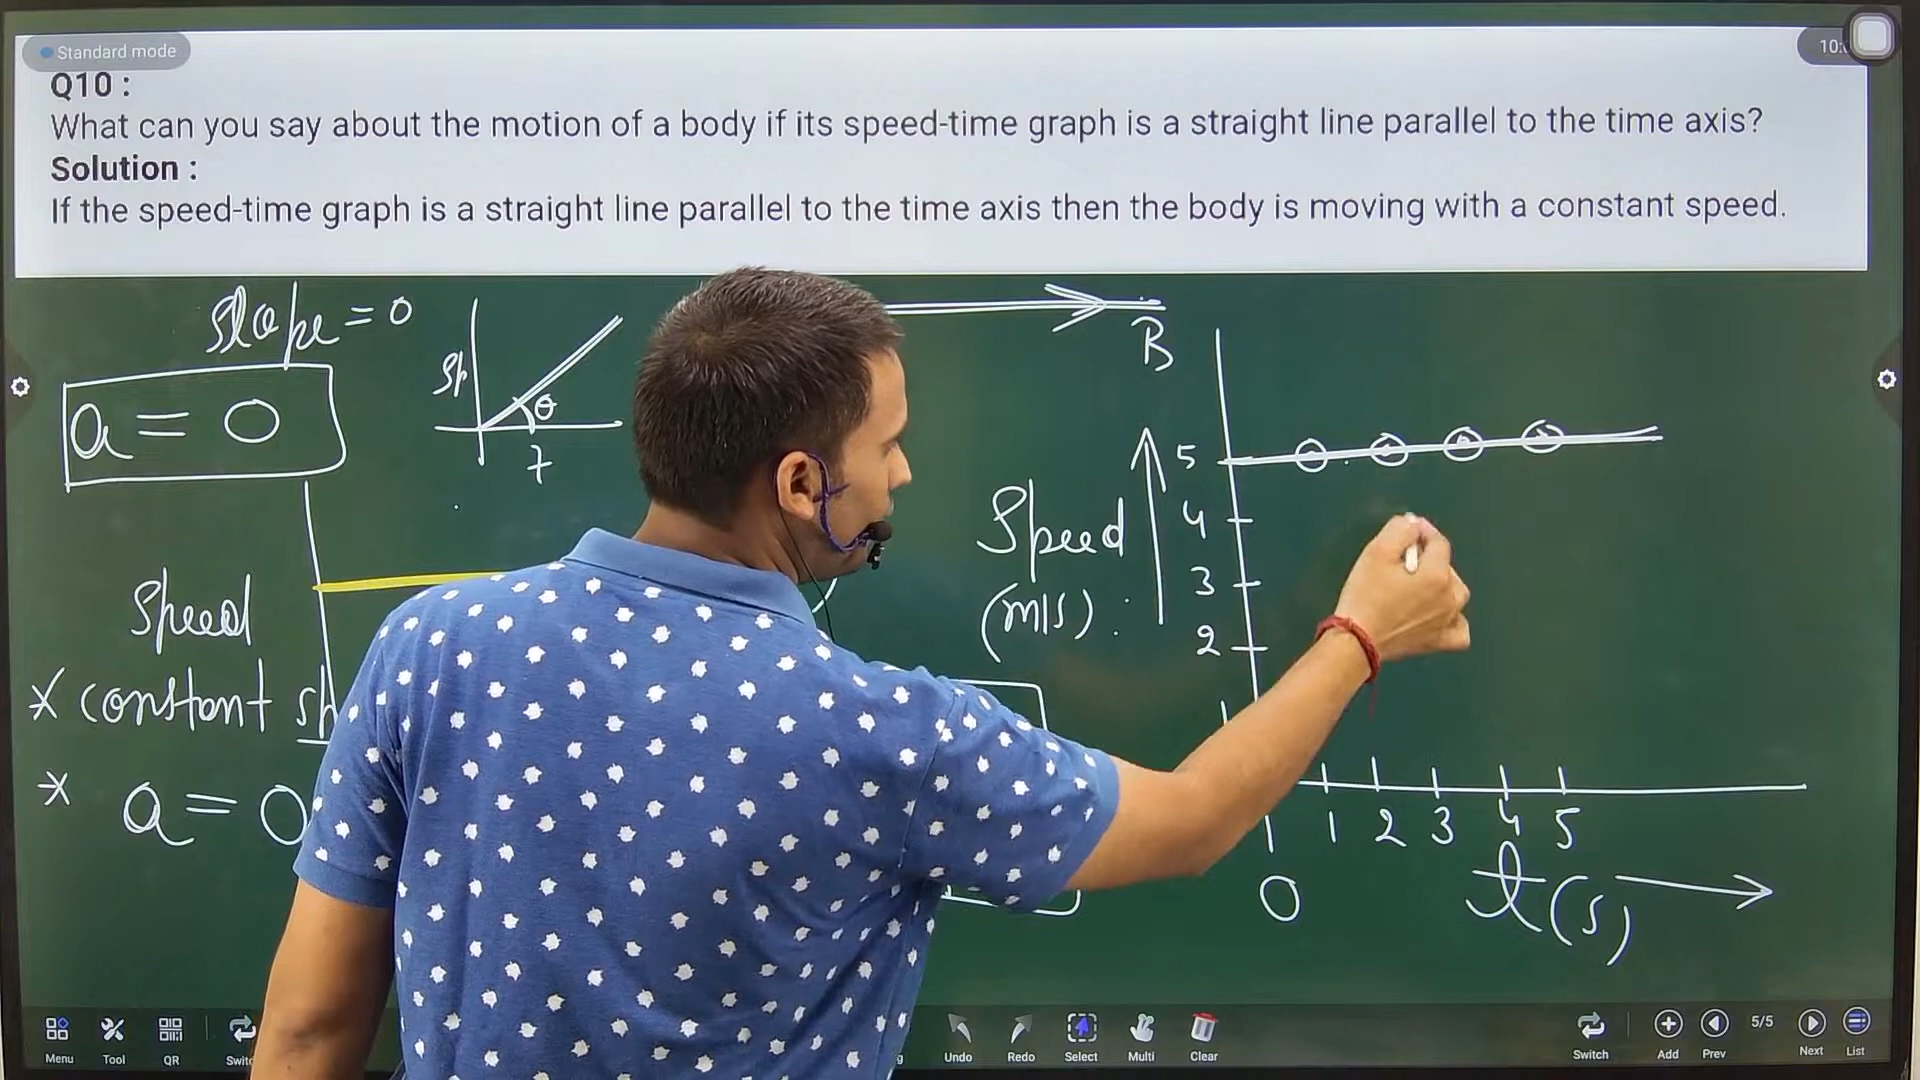 Standard mode
Q10 :
What can you say about the motion of a body if its speed-time graph is a straight line parallel to the time axis?
Solution :
If the speed-time graph is a straight line parallel to the time axis then the body is moving with a constant speed.
slope = 0
a = 0
Sp
θ
t
B
Speed
(m/s)
5
4
3
2
1 2 3 4 5
0
t(s)
Speed
* constant sp
* a = 0
Menu Tool QR Undo Redo Select Multi Clear Switch Add Prev 5/5 Next List